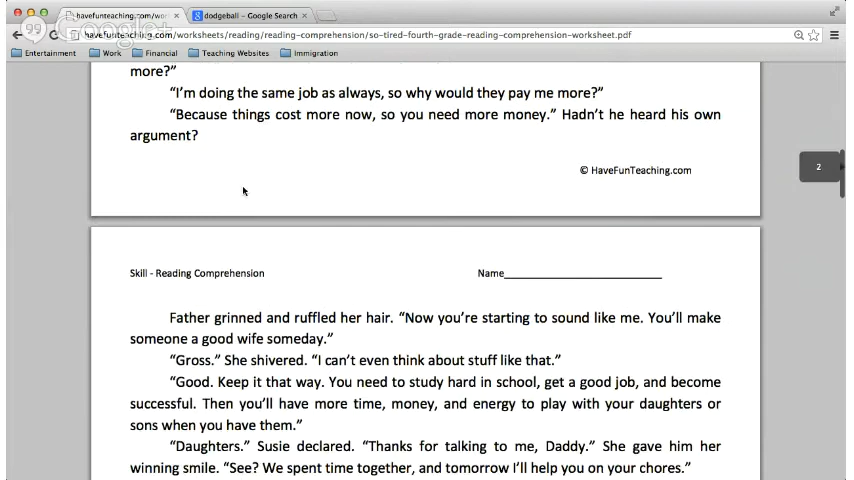 havefunteaching.com/wor
dodgeball - Google Search
Google+
havefunteaching.com/worksheets/reading/reading-comprehension/so-tired-fourth-grade-reading-comprehension-worksheet.pdf
Entertainment
Work
Financial
Teaching Websites
Immigration
more?”
“I’m doing the same job as always, so why would they pay me more?”
“Because things cost more now, so you need more money.” Hadn’t he heard his own
argument?
© HaveFunTeaching.com
2
Skill - Reading Comprehension
Name
Father grinned and ruffled her hair. “Now you’re starting to sound like me. You’ll make
someone a good wife someday.”
“Gross.” She shivered. “I can’t even think about stuff like that.”
“Good. Keep it that way. You need to study hard in school, get a good job, and become
successful. Then you’ll have more time, money, and energy to play with your daughters or
sons when you have them.”
“Daughters.” Susie declared. “Thanks for talking to me, Daddy.” She gave him her
winning smile. “See? We spent time together, and tomorrow I’ll help you on your chores.”